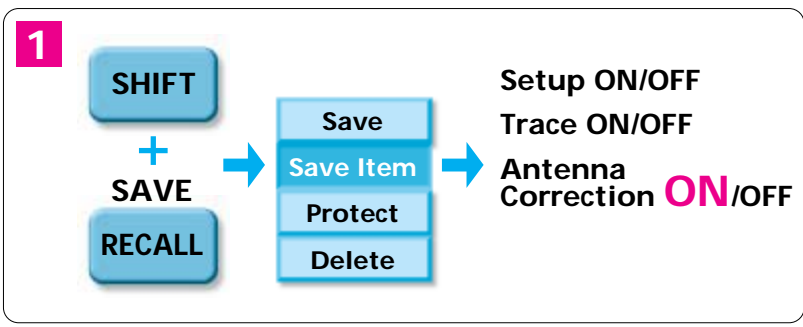 1
SHIFT
+
SAVE
RECALL
Save
Save Item
Protect
Delete
Setup ON/OFF
Trace ON/OFF
Antenna
Correction ON/OFF